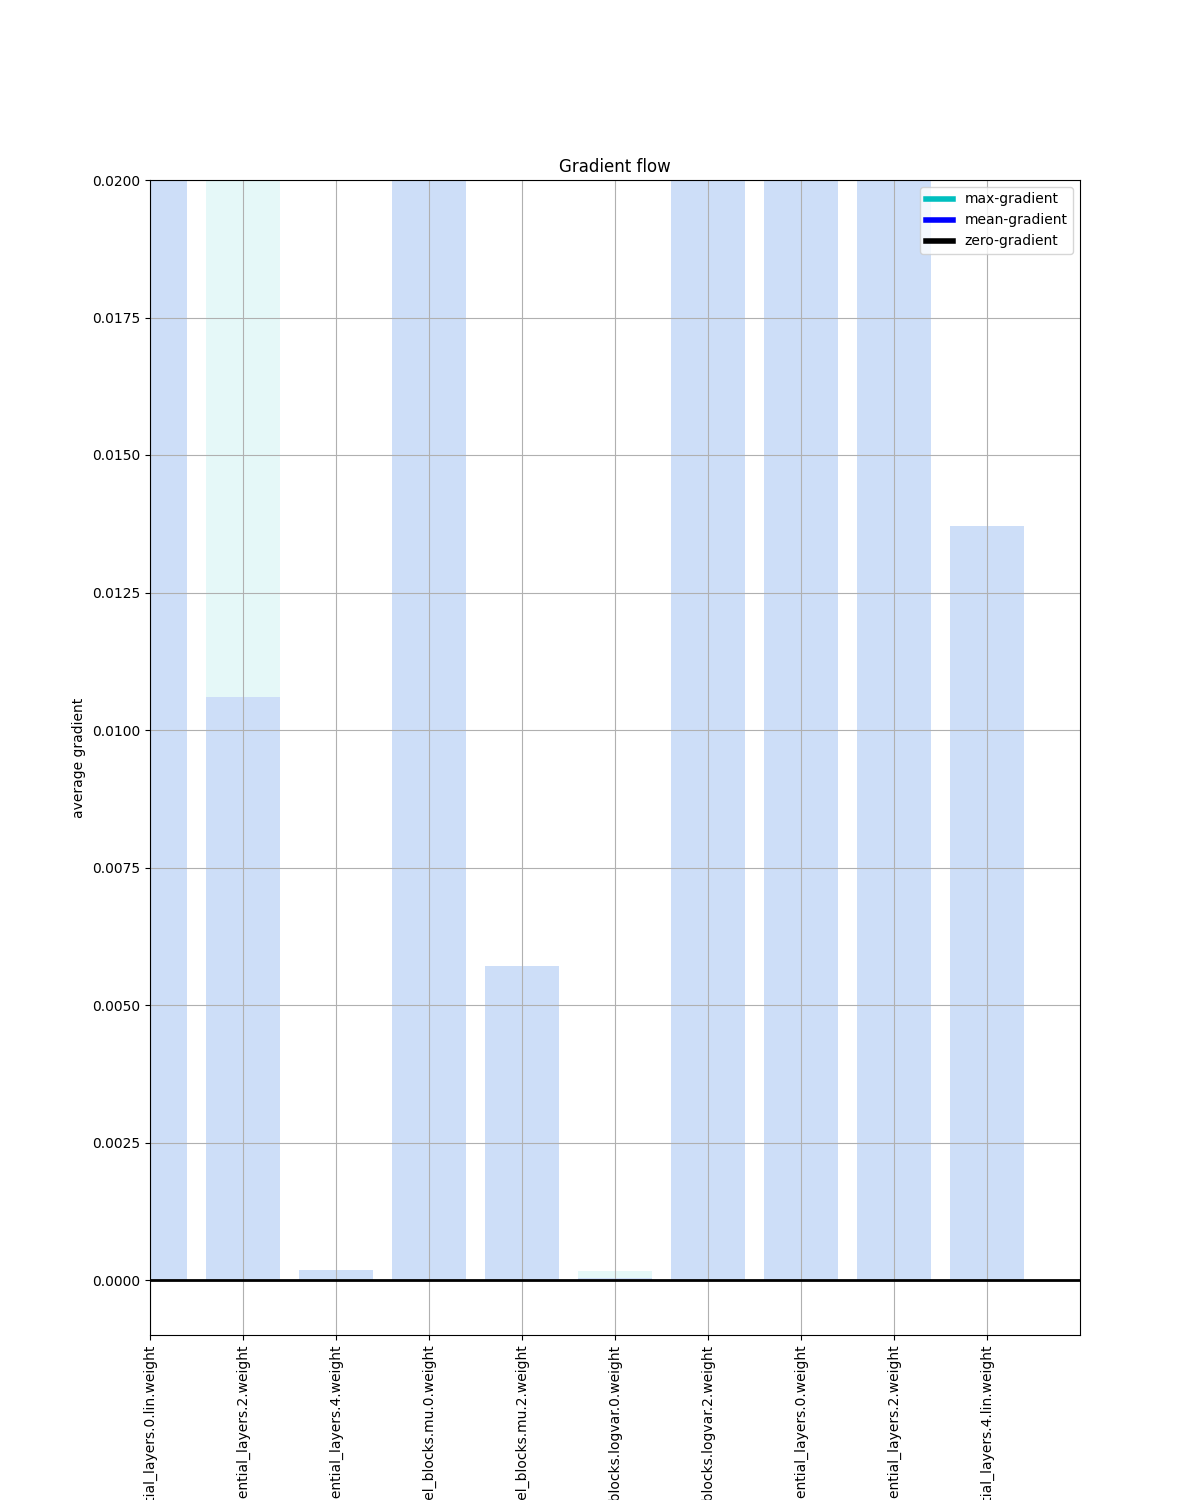 Gradient flow
max-gradient
mean-gradient
zero-gradient
0.0200
0.0175
0.0150
0.0125
0.0100
0.0075
0.0050
0.0025
0.0000
average gradient
tial_layers.0.lin.weight
ential_layers.2.weight
ential_layers.4.weight
el_blocks.mu.0.weight
el_blocks.mu.2.weight
blocks.logvar.0.weight
blocks.logvar.2.weight
ential_layers.0.weight
ential_layers.2.weight
tial_layers.4.lin.weight